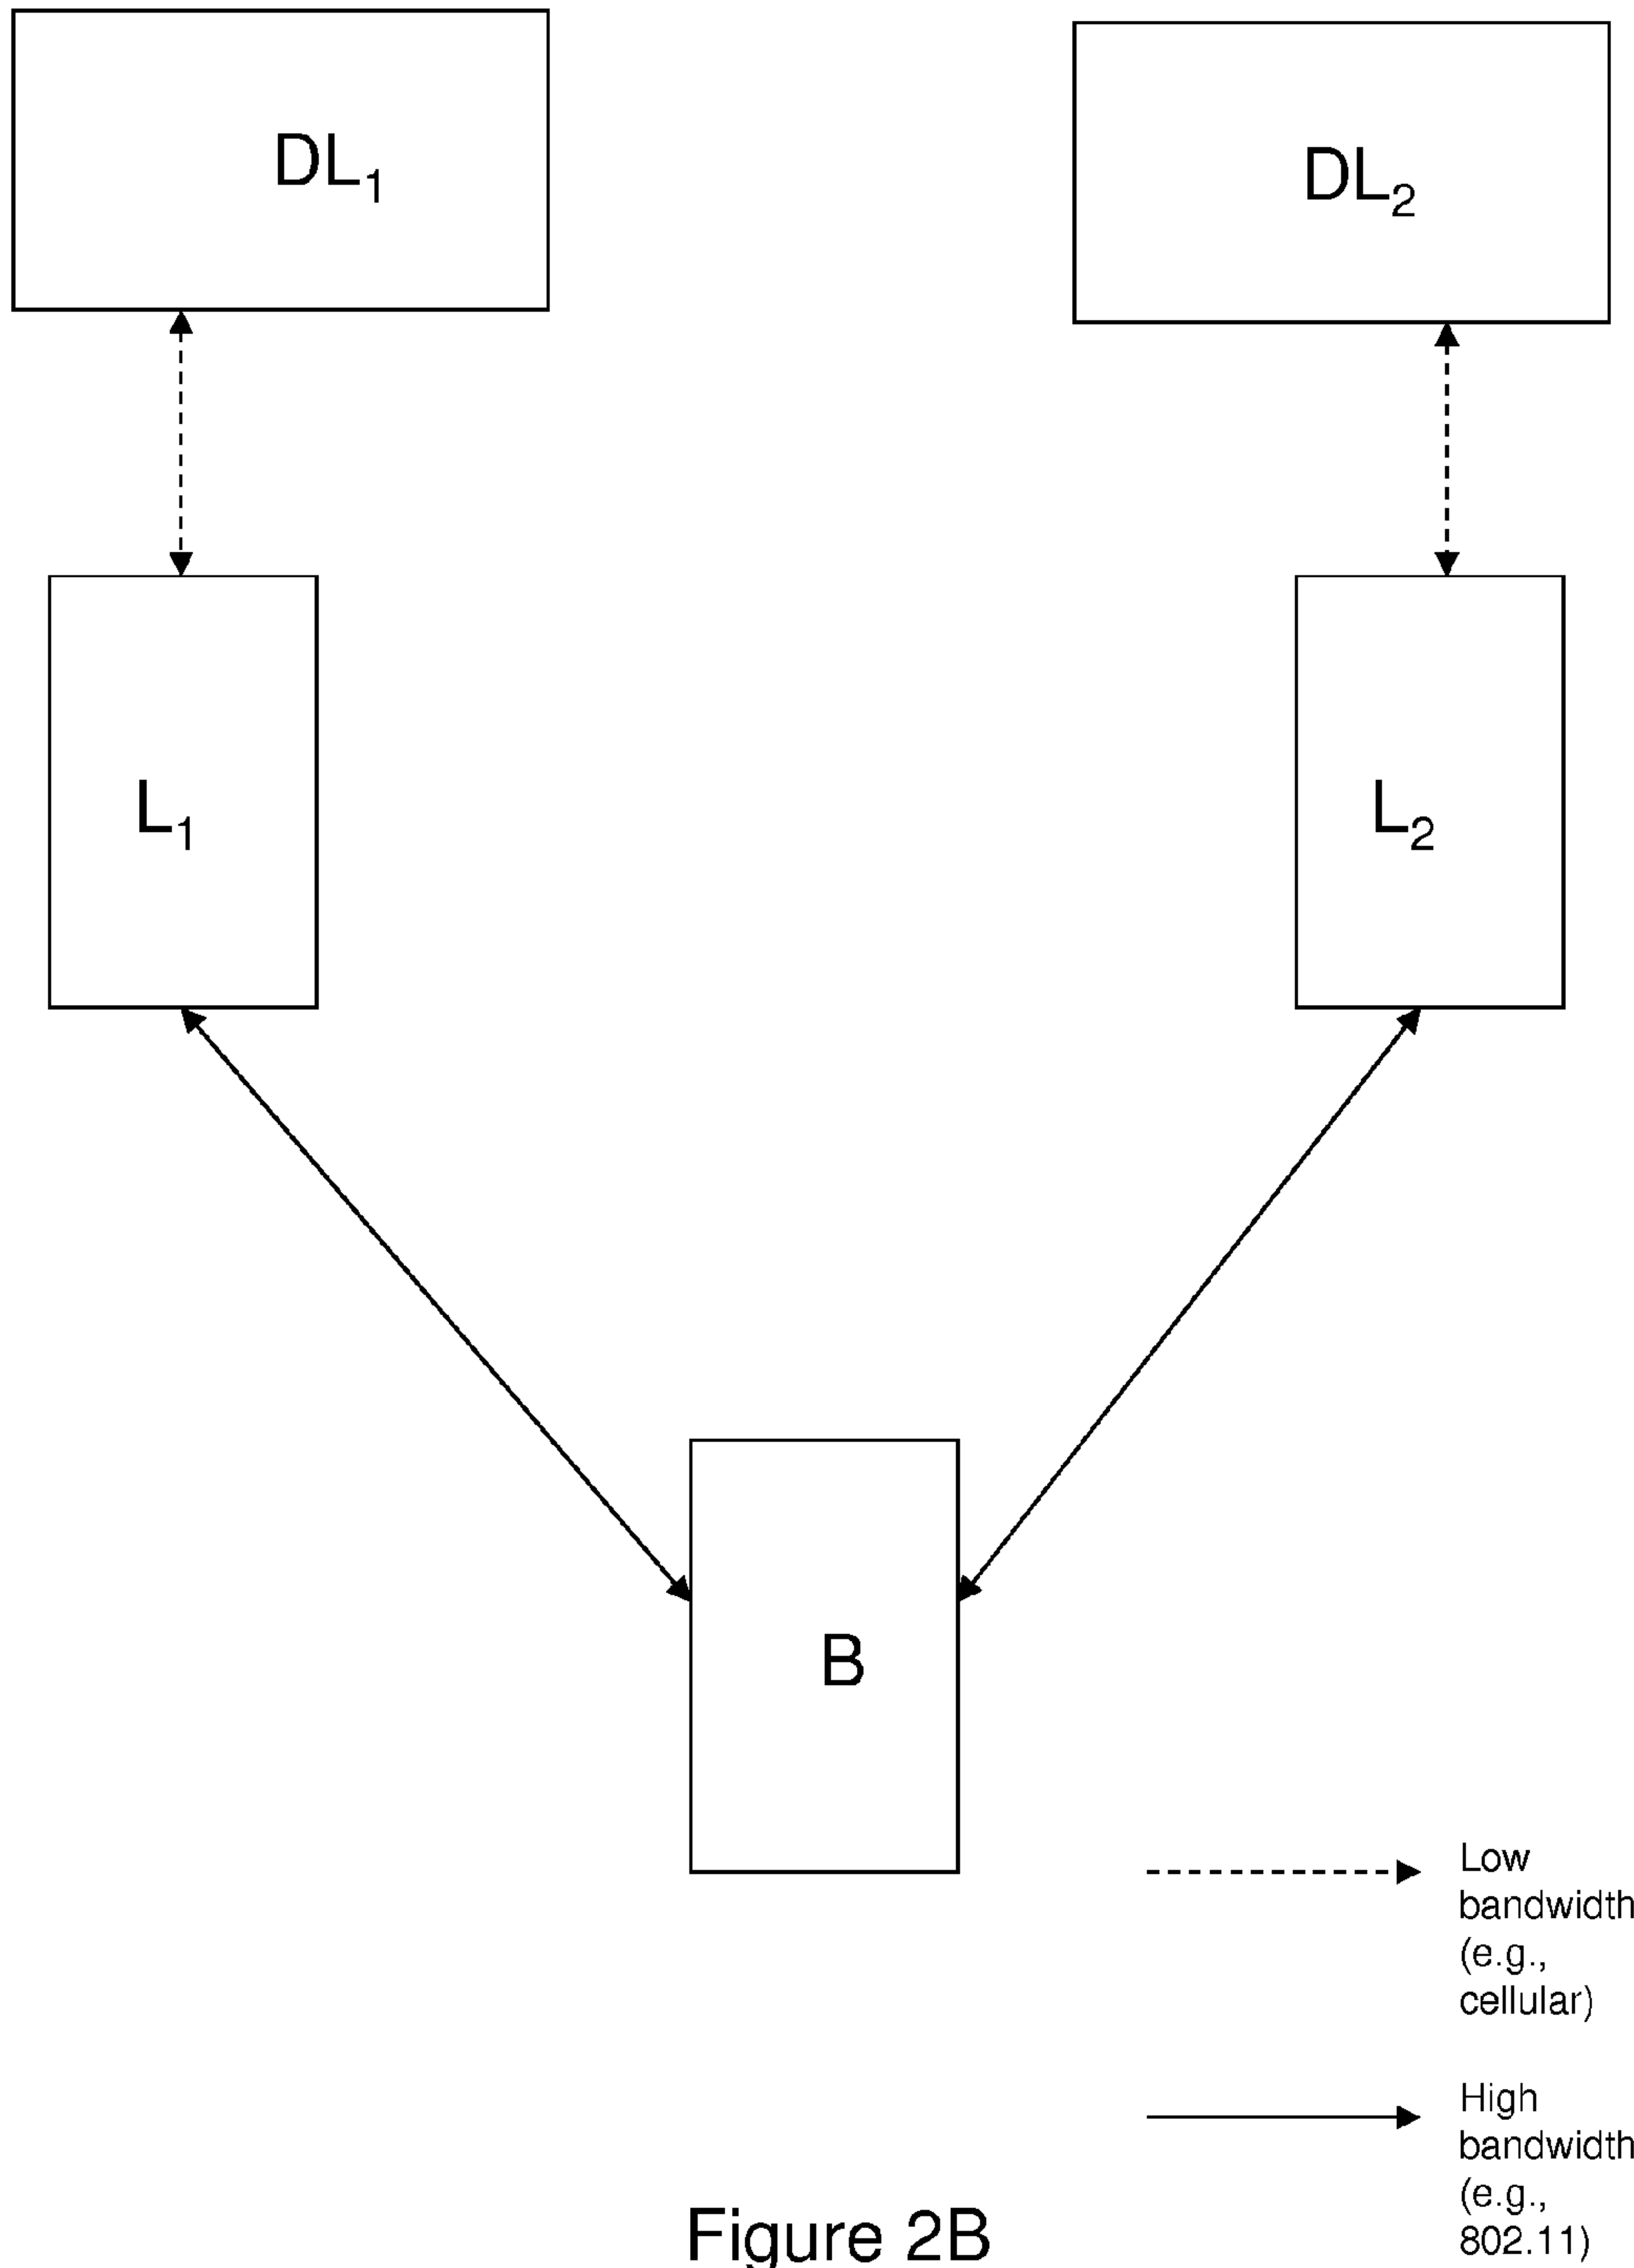 DL₁
DL₂
L₁
L₂
B
Low
bandwidth
(e.g.,
cellular)
High
bandwidth
(e.g.,
802.11)
Figure 2B